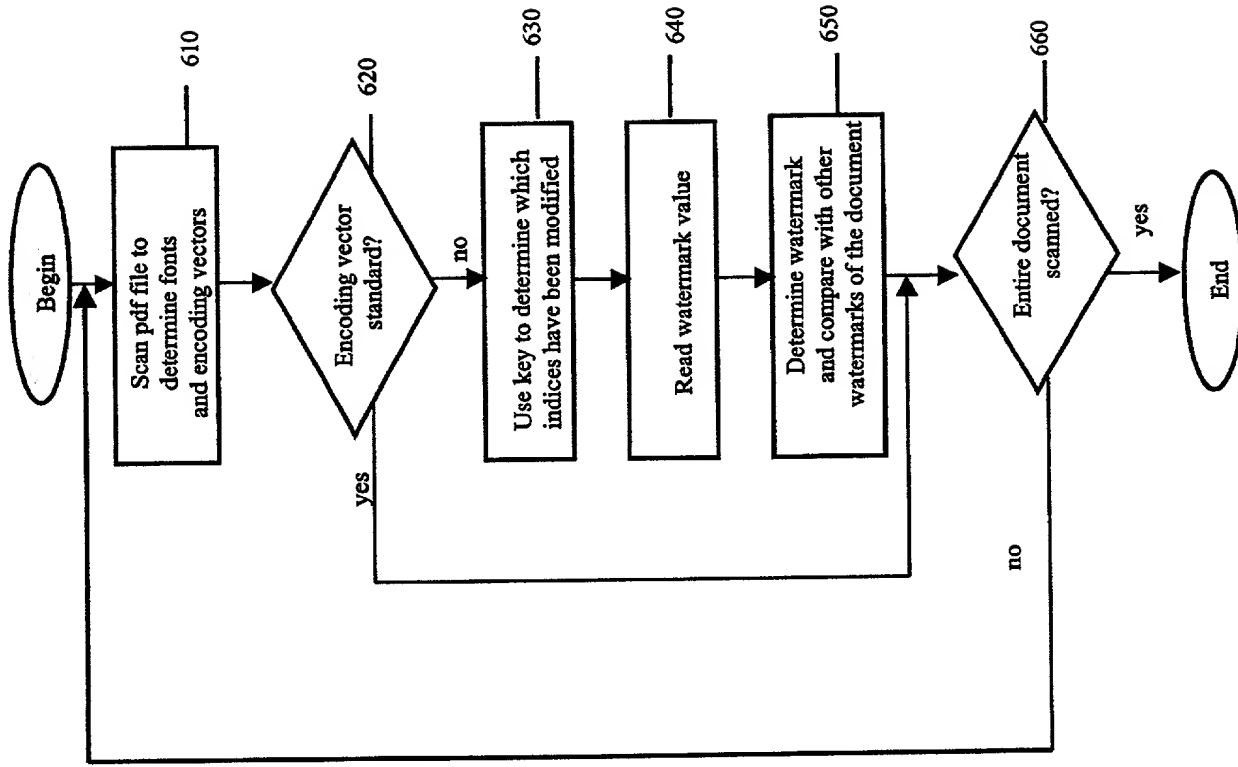 Begin
Scan pdf file to
determine fonts
and encoding vectors
610
Encoding vector
standard?
620
yes
no
Use key to determine which
indices have been modified
630
Read watermark value
640
Determine watermark
and compare with other
watermarks of the document
650
Entire document
scanned?
660
no
yes
End